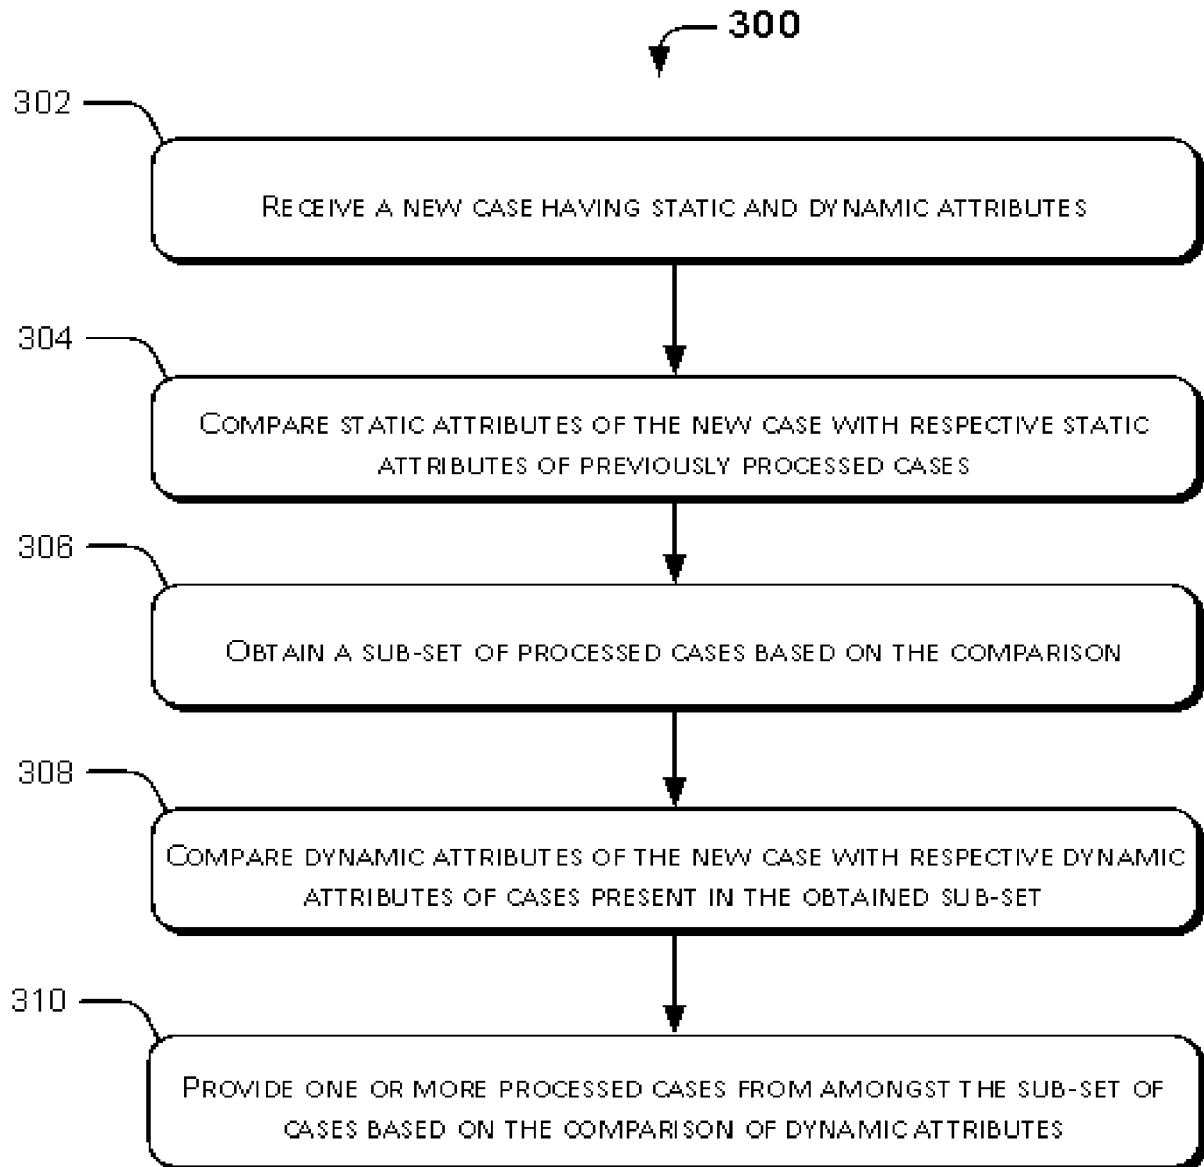 300
302
RECEIVE A NEW CASE HAVING STATIC AND DYNAMIC ATTRIBUTES
304
COMPARE STATIC ATTRIBUTES OF THE NEW CASE WITH RESPECTIVE STATIC
ATTRIBUTES OF PREVIOUSLY PROCESSED CASES
306
OBTAIN A SUB-SET OF PROCESSED CASES BASED ON THE COMPARISON
308
COMPARE DYNAMIC ATTRIBUTES OF THE NEW CASE WITH RESPECTIVE DYNAMIC
ATTRIBUTES OF CASES PRESENT IN THE OBTAINED SUB-SET
310
PROVIDE ONE OR MORE PROCESSED CASES FROM AMONGST THE SUB-SET OF
CASES BASED ON THE COMPARISON OF DYNAMIC ATTRIBUTES